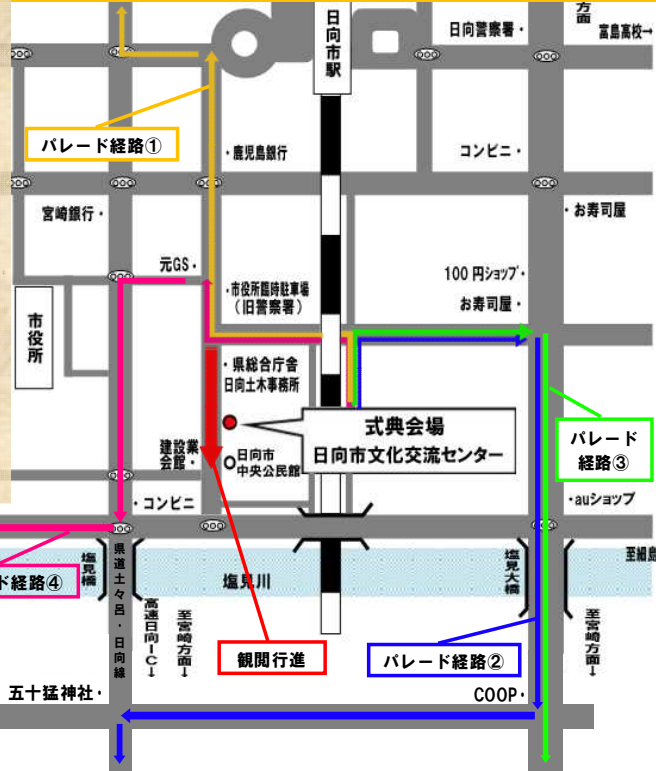 日向市駅
日向警察署・
方面
富島高校→
パレード経路①
・鹿児島銀行
コンビニ・
宮崎銀行・
・お寿司屋
元GS・
100円ショップ・
・市役所臨時駐車場
（旧警察署）
お寿司屋・
市役所
・県総合庁舎
日向土木事務所
式典会場
日向市文化交流センター
パレード
経路③
建設業
会館・
日向市
中央公民館
・コンビニ
・auショップ
塩見橋
県道土々呂・日向線
塩見川
塩見大橋
至細島
ド経路④
高速日向IC↓
至宮崎方面↓
観閲行進
パレード経路②
至宮崎方面↓
五十猛神社・
COOP・